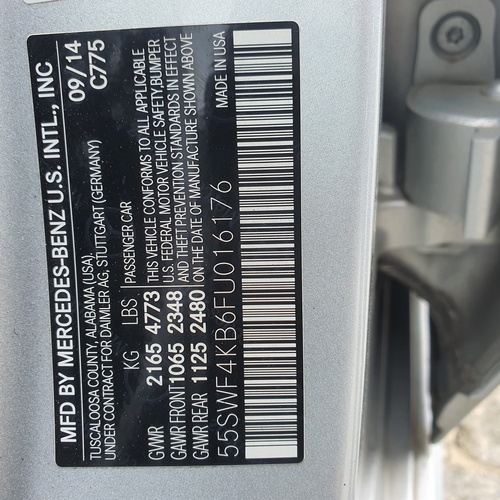 MFD BY MERCEDES-BENZ U.S. INTL., INC
TUSCALOOSA COUNTY, ALABAMA (USA), 09/14
UNDER CONTRACT FOR DAIMLER AG, STUTTGART (GERMANY) C775
KG LBS PASSENGER CAR
GVWR 2165 4773 THIS VEHICLE CONFORMS TO ALL APPLICABLE
GAWR FRONT 1065 2348 U.S. FEDERAL MOTOR VEHICLE SAFETY,BUMPER
AND THEFT PREVENTION STANDARDS IN EFFECT
GAWR REAR 1125 2480 ON THE DATE OF MANUFACTURE SHOWN ABOVE
55SWF4KB6FU016176 MADE IN USA